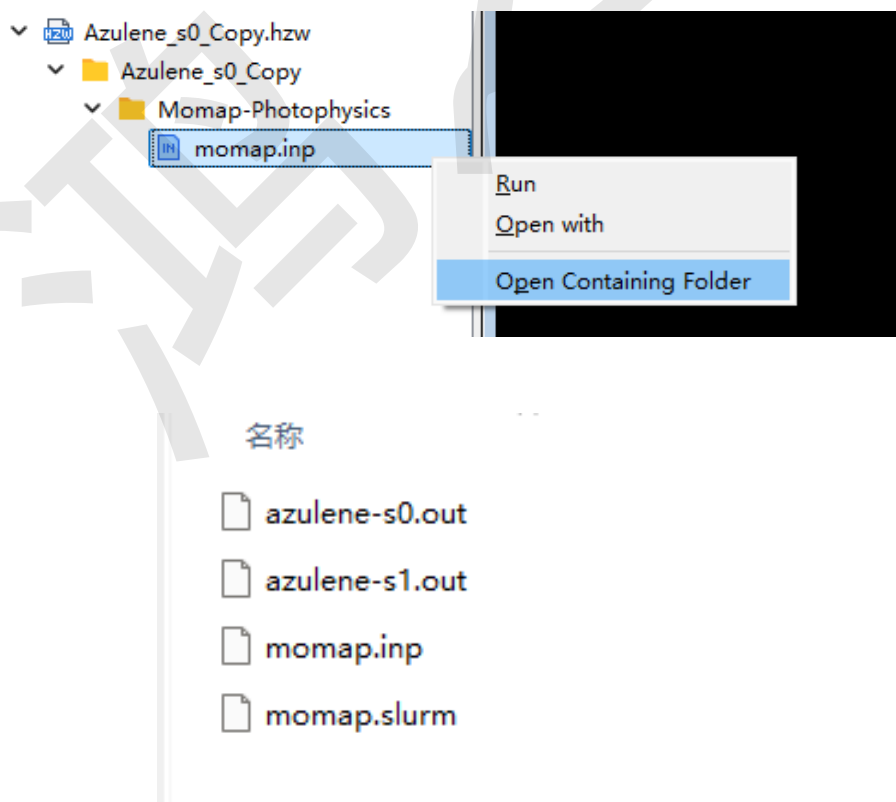 Azulene_s0_Copy.hzw
Azulene_s0_Copy
Momap-Photophysics
momap.inp
Run
Open with
Open Containing Folder
名称
azulene-s0.out
azulene-s1.out
momap.inp
momap.slurm